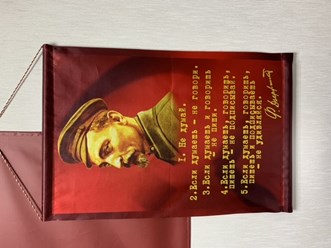 1. Не думай.
2. Если думаешь – не говори.
3. Если думаешь и говоришь
не пиши.
4. Если думаешь, говоришь,
пишешь – не подписывай.
5. Если думаешь, говоришь,
пишешь, подписываешь
не удивляйся.